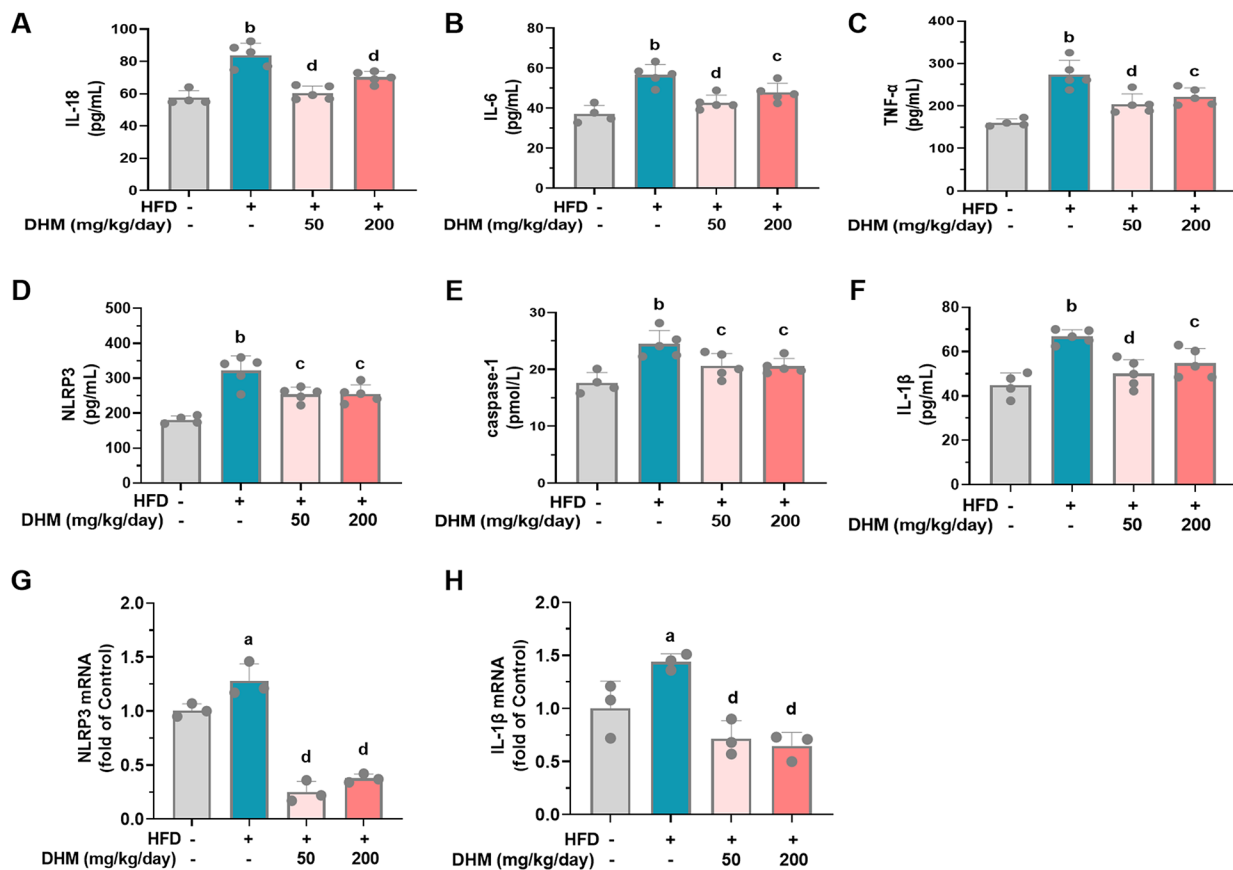 A
IL-18
(pg/mL)
100
80
60
40
20
0
b
d
d
HFD - + + +
DHM (mg/kg/day) - - 50 200
B
IL-6
(pg/mL)
80
60
40
20
0
b
d
c
HFD - + + +
DHM (mg/kg/day) - - 50 200
C
TNF-α
(pg/mL)
400
300
200
100
0
b
d
c
HFD - + + +
DHM (mg/kg/day) - - 50 200
D
NLRP3
(pg/mL)
500
400
300
200
100
0
b
c
c
HFD - + + +
DHM (mg/kg/day) - - 50 200
E
caspase-1
(pmol/L)
30
20
10
0
b
c
c
HFD - + + +
DHM (mg/kg/day) - - 50 200
F
IL-1β
(pg/mL)
80
60
40
20
0
b
d
c
HFD - + + +
DHM (mg/kg/day) - - 50 200
G
NLRP3 mRNA
(fold of Control)
2.0
1.5
1.0
0.5
0.0
a
d
d
HFD - + + +
DHM (mg/kg/day) - - 50 200
H
IL-1β mRNA
(fold of Control)
2.0
1.5
1.0
0.5
0.0
a
d
d
HFD - + + +
DHM (mg/kg/day) - - 50 200